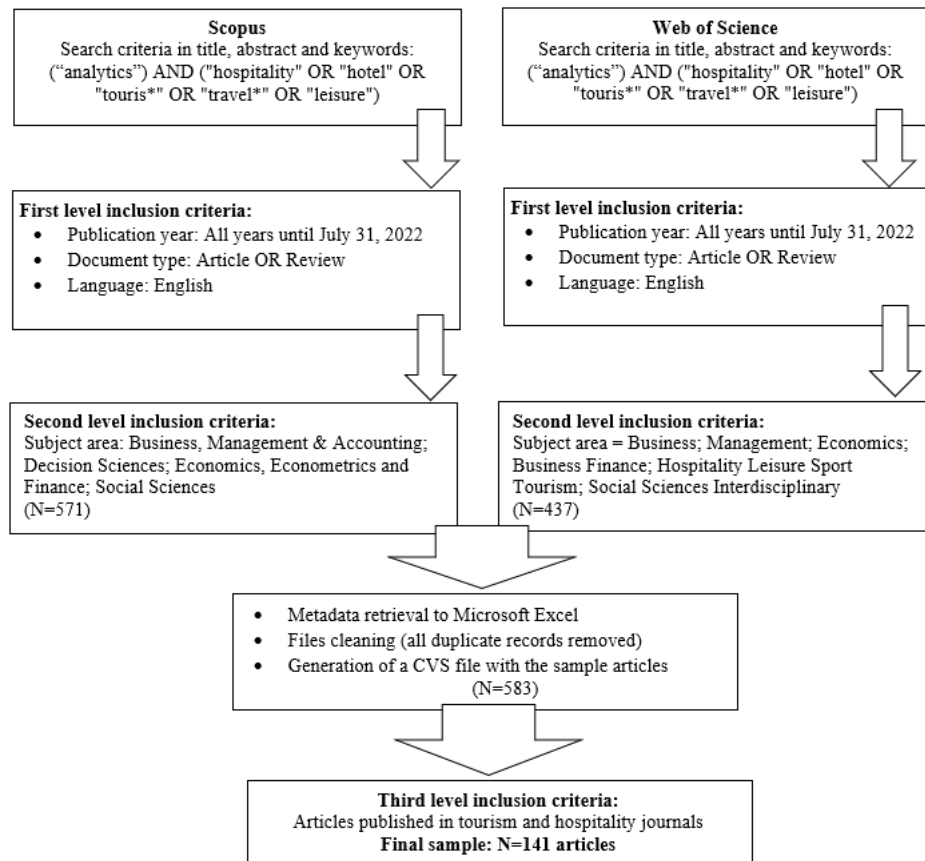 Scopus
Search criteria in title, abstract and keywords:
(“analytics”) AND ("hospitality" OR "hotel" OR
"touris*" OR "travel*" OR "leisure")
Web of Science
Search criteria in title, abstract and keywords:
(“analytics”) AND ("hospitality" OR "hotel" OR
"touris*" OR "travel*" OR "leisure")
First level inclusion criteria:
• Publication year: All years until July 31, 2022
• Document type: Article OR Review
• Language: English
First level inclusion criteria:
• Publication year: All years until July 31, 2022
• Document type: Article OR Review
• Language: English
Second level inclusion criteria:
Subject area: Business, Management & Accounting;
Decision Sciences; Economics, Econometrics and
Finance; Social Sciences
(N=571)
Second level inclusion criteria:
Subject area = Business; Management; Economics;
Business Finance; Hospitality Leisure Sport
Tourism; Social Sciences Interdisciplinary
(N=437)
• Metadata retrieval to Microsoft Excel
• Files cleaning (all duplicate records removed)
• Generation of a CVS file with the sample articles
(N=583)
Third level inclusion criteria:
Articles published in tourism and hospitality journals
Final sample: N=141 articles